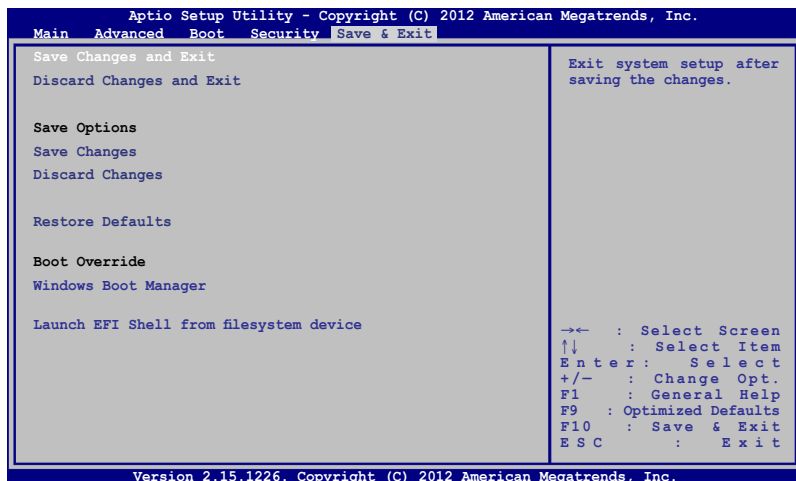 Aptio Setup Utility - Copyright (C) 2012 American Megatrends, Inc.
Main Advanced Boot Security Save & Exit
Save Changes and Exit
Discard Changes and Exit
Save Options
Save Changes
Discard Changes
Restore Defaults
Boot Override
Windows Boot Manager
Launch EFI Shell from filesystem device
Exit system setup after
saving the changes.
→← : Select Screen
↑↓ : Select Item
Enter: Select
+/— : Change Opt.
F1 : General Help
F9 : Optimized Defaults
F10 : Save & Exit
ESC : Exit
Version 2.15.1226. Copyright (C) 2012 American Megatrends, Inc.